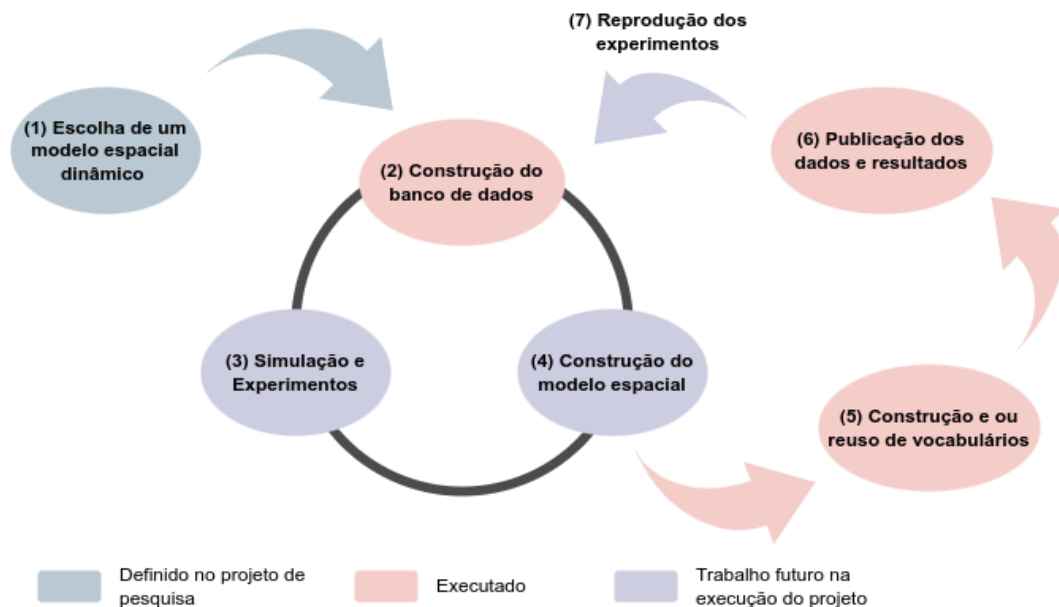 (7) Reprodução dos
experimentos
(1) Escolha de um
modelo espacial
dinâmico
(2) Construção do
banco de dados
(6) Publicação dos
dados e resultados
(3) Simulação e
Experimentos
(4) Construção do
modelo espacial
(5) Construção e ou
reuso de vocabulários
Definido no projeto de
pesquisa
Executado
Trabalho futuro na
execução do projeto